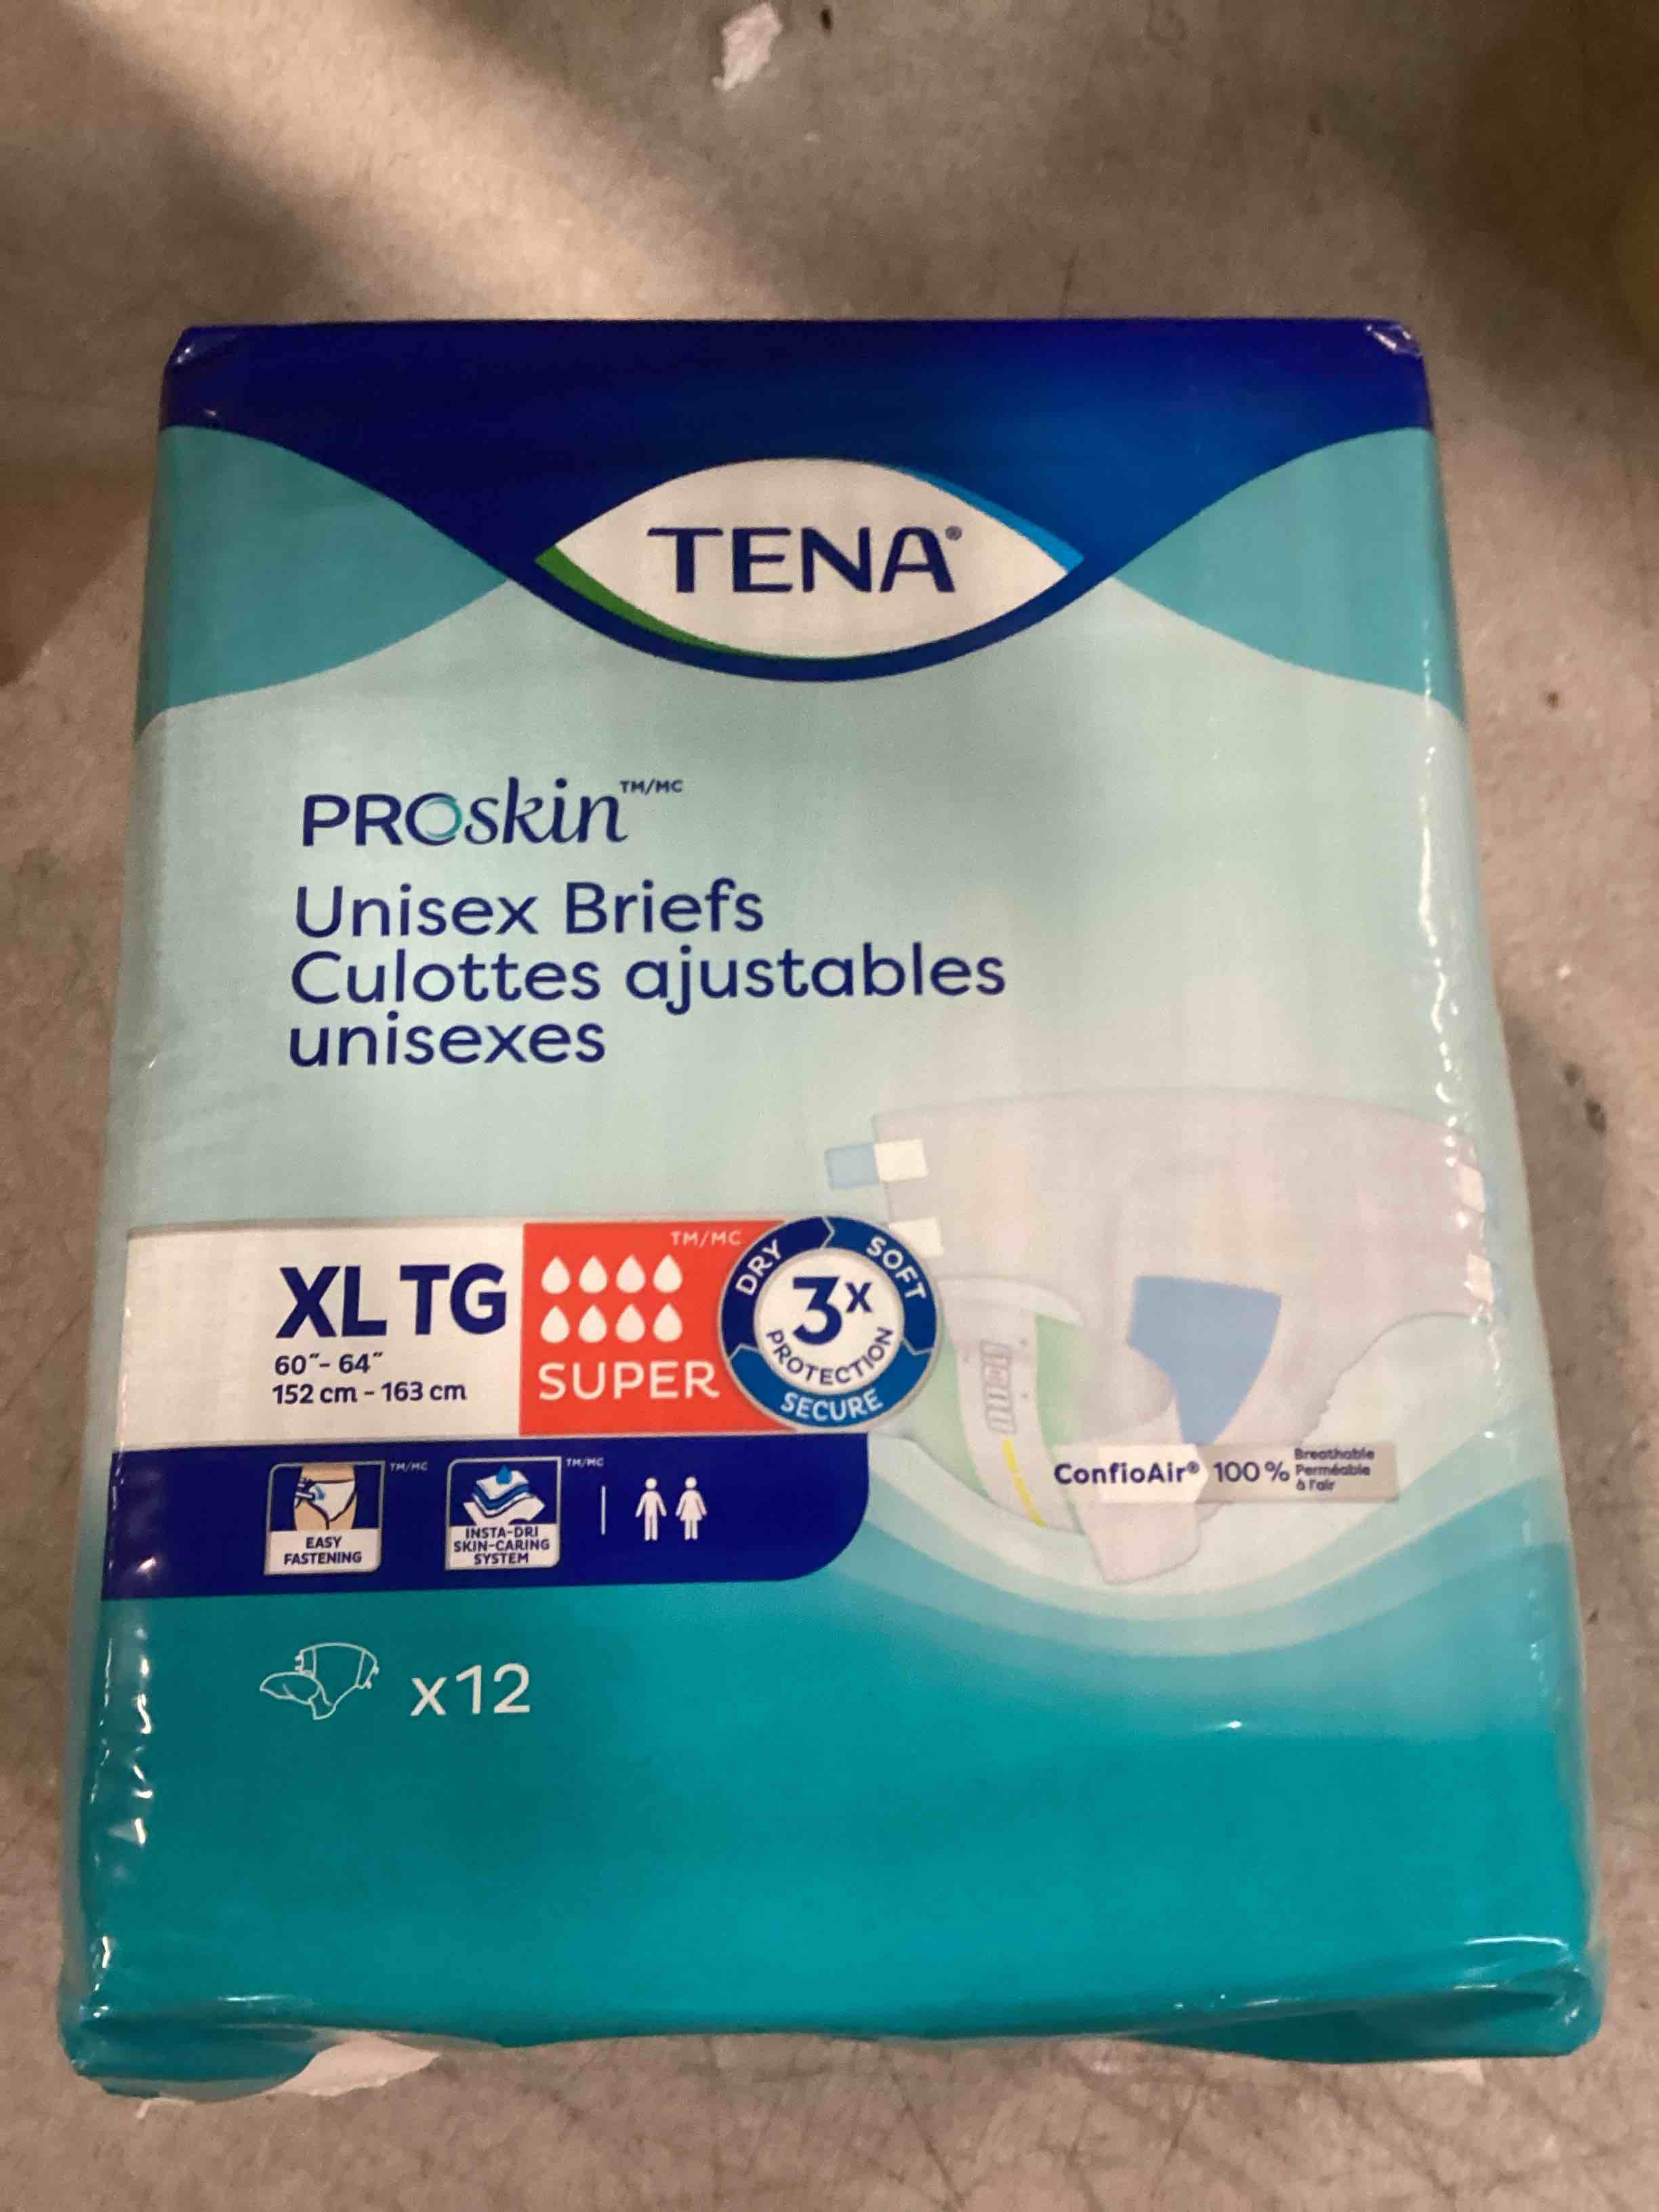 TENA®
PROskin™/MC
Unisex Briefs
Culottes ajustables
unisexes
XL TG
60"- 64"
152 cm - 163 cm
TM/MC
SUPER
DRY
SOFT
3x
PROTECTION
SECURE
TM/MC
EASY
FASTENING
TM/MC
INSTA-DRI
SKIN-CARING
SYSTEM
ConfioAir® 100%
Breathable
Perméable
à l'air
x12